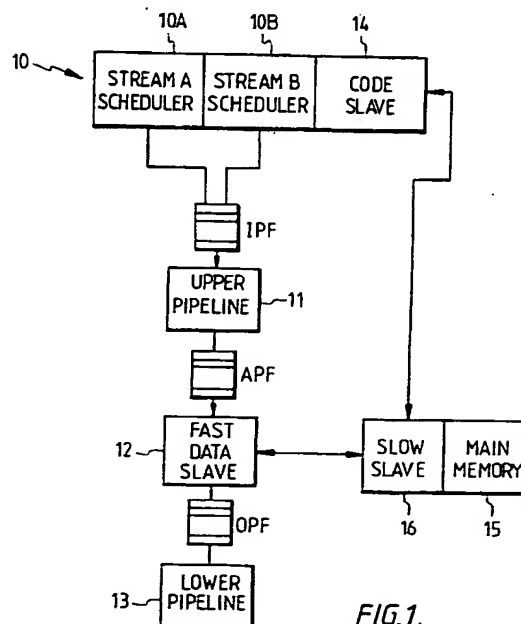 10A 10B 14
10
STREAM A
SCHEDULER
STREAM B
SCHEDULER
CODE
SLAVE
IPF
UPPER
PIPELINE
11
APF
12
FAST
DATA
SLAVE
SLOW
SLAVE
MAIN
MEMORY
16
15
OPF
13
LOWER
PIPELINE
FIG.1.